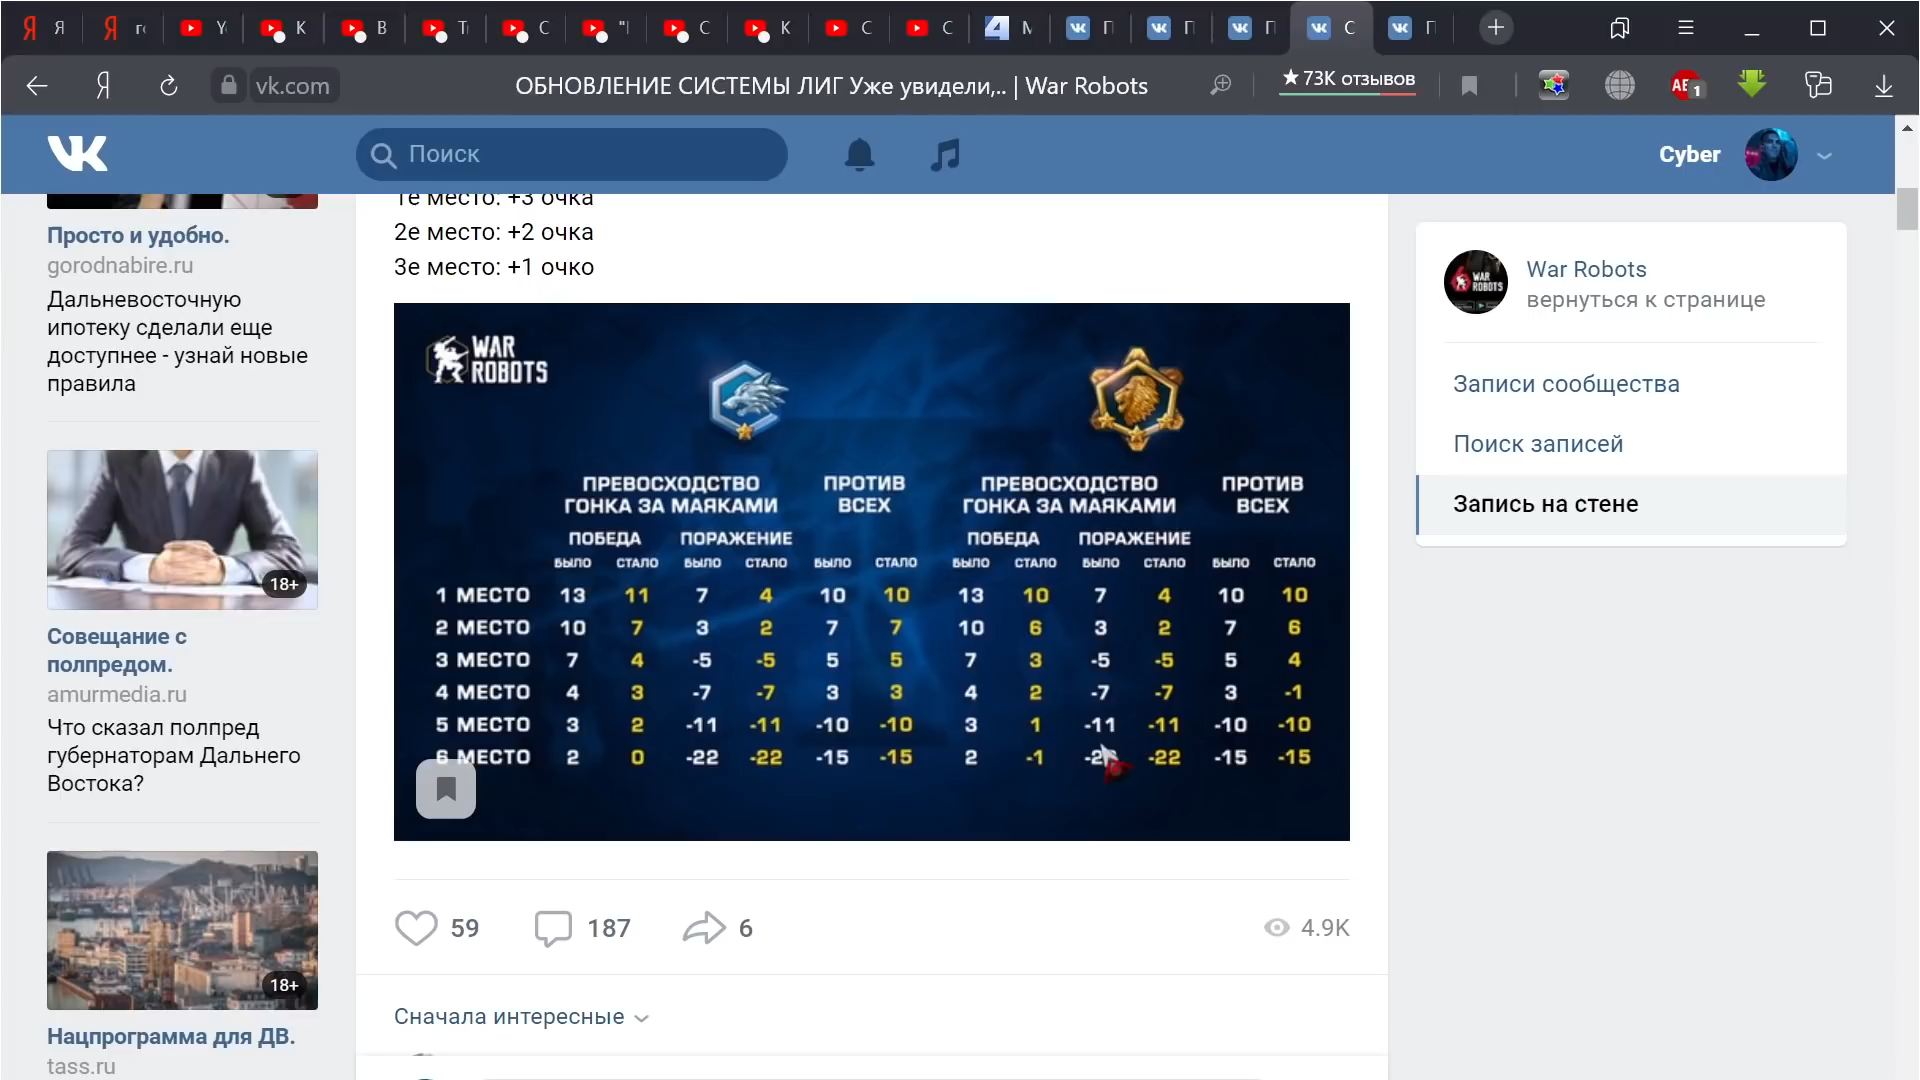 Я
К
В
С
"
С
К
С
С
М
П
П
П
С
П
vk.com
ОБНОВЛЕНИЕ СИСТЕМЫ ЛИГ Уже увидели,.. | War Robots
★ 73K отзывов
1
Поиск
Cyber
1е место: +3 очка
2е место: +2 очка
3е место: +1 очко
Просто и удобно.
gorodnabire.ru
Дальневосточную
ипотеку сделали еще
доступнее - узнай новые
правила
18+
Совещание с
полпредом.
amurmedia.ru
Что сказал полпред
губернаторам Дальнего
Востока?
18+
Нацпрограмма для ДВ.
tass.ru
WAR
ROBOTS
ПРЕВОСХОДСТВО ПРОТИВ ПРЕВОСХОДСТВО ПРОТИВ
ГОНКА ЗА МАЯКАМИ ВСЕХ ГОНКА ЗА МАЯКАМИ ВСЕХ
ПОБЕДА ПОРАЖЕНИЕ ПОБЕДА ПОРАЖЕНИЕ
БЫЛО СТАЛО БЫЛО СТАЛО БЫЛО СТАЛО БЫЛО СТАЛО БЫЛО СТАЛО БЫЛО СТАЛО
1 МЕСТО 13 11 7 4 10 10 13 10 7 4 10 10
2 МЕСТО 10 7 3 2 7 7 10 6 3 2 7 6
3 МЕСТО 7 4 -5 -5 5 5 7 3 -5 -5 5 4
4 МЕСТО 4 3 -7 -7 3 3 4 2 -7 -7 3 -1
5 МЕСТО 3 2 -11 -11 -10 -10 3 1 -11 -11 -10 -10
6 МЕСТО 2 0 -22 -22 -15 -15 2 -1 -22 -15 -15
59
187
6
4.9K
Сначала интересные
WAR
ROBOTS
War Robots
вернуться к странице
Записи сообщества
Поиск записей
Запись на стене